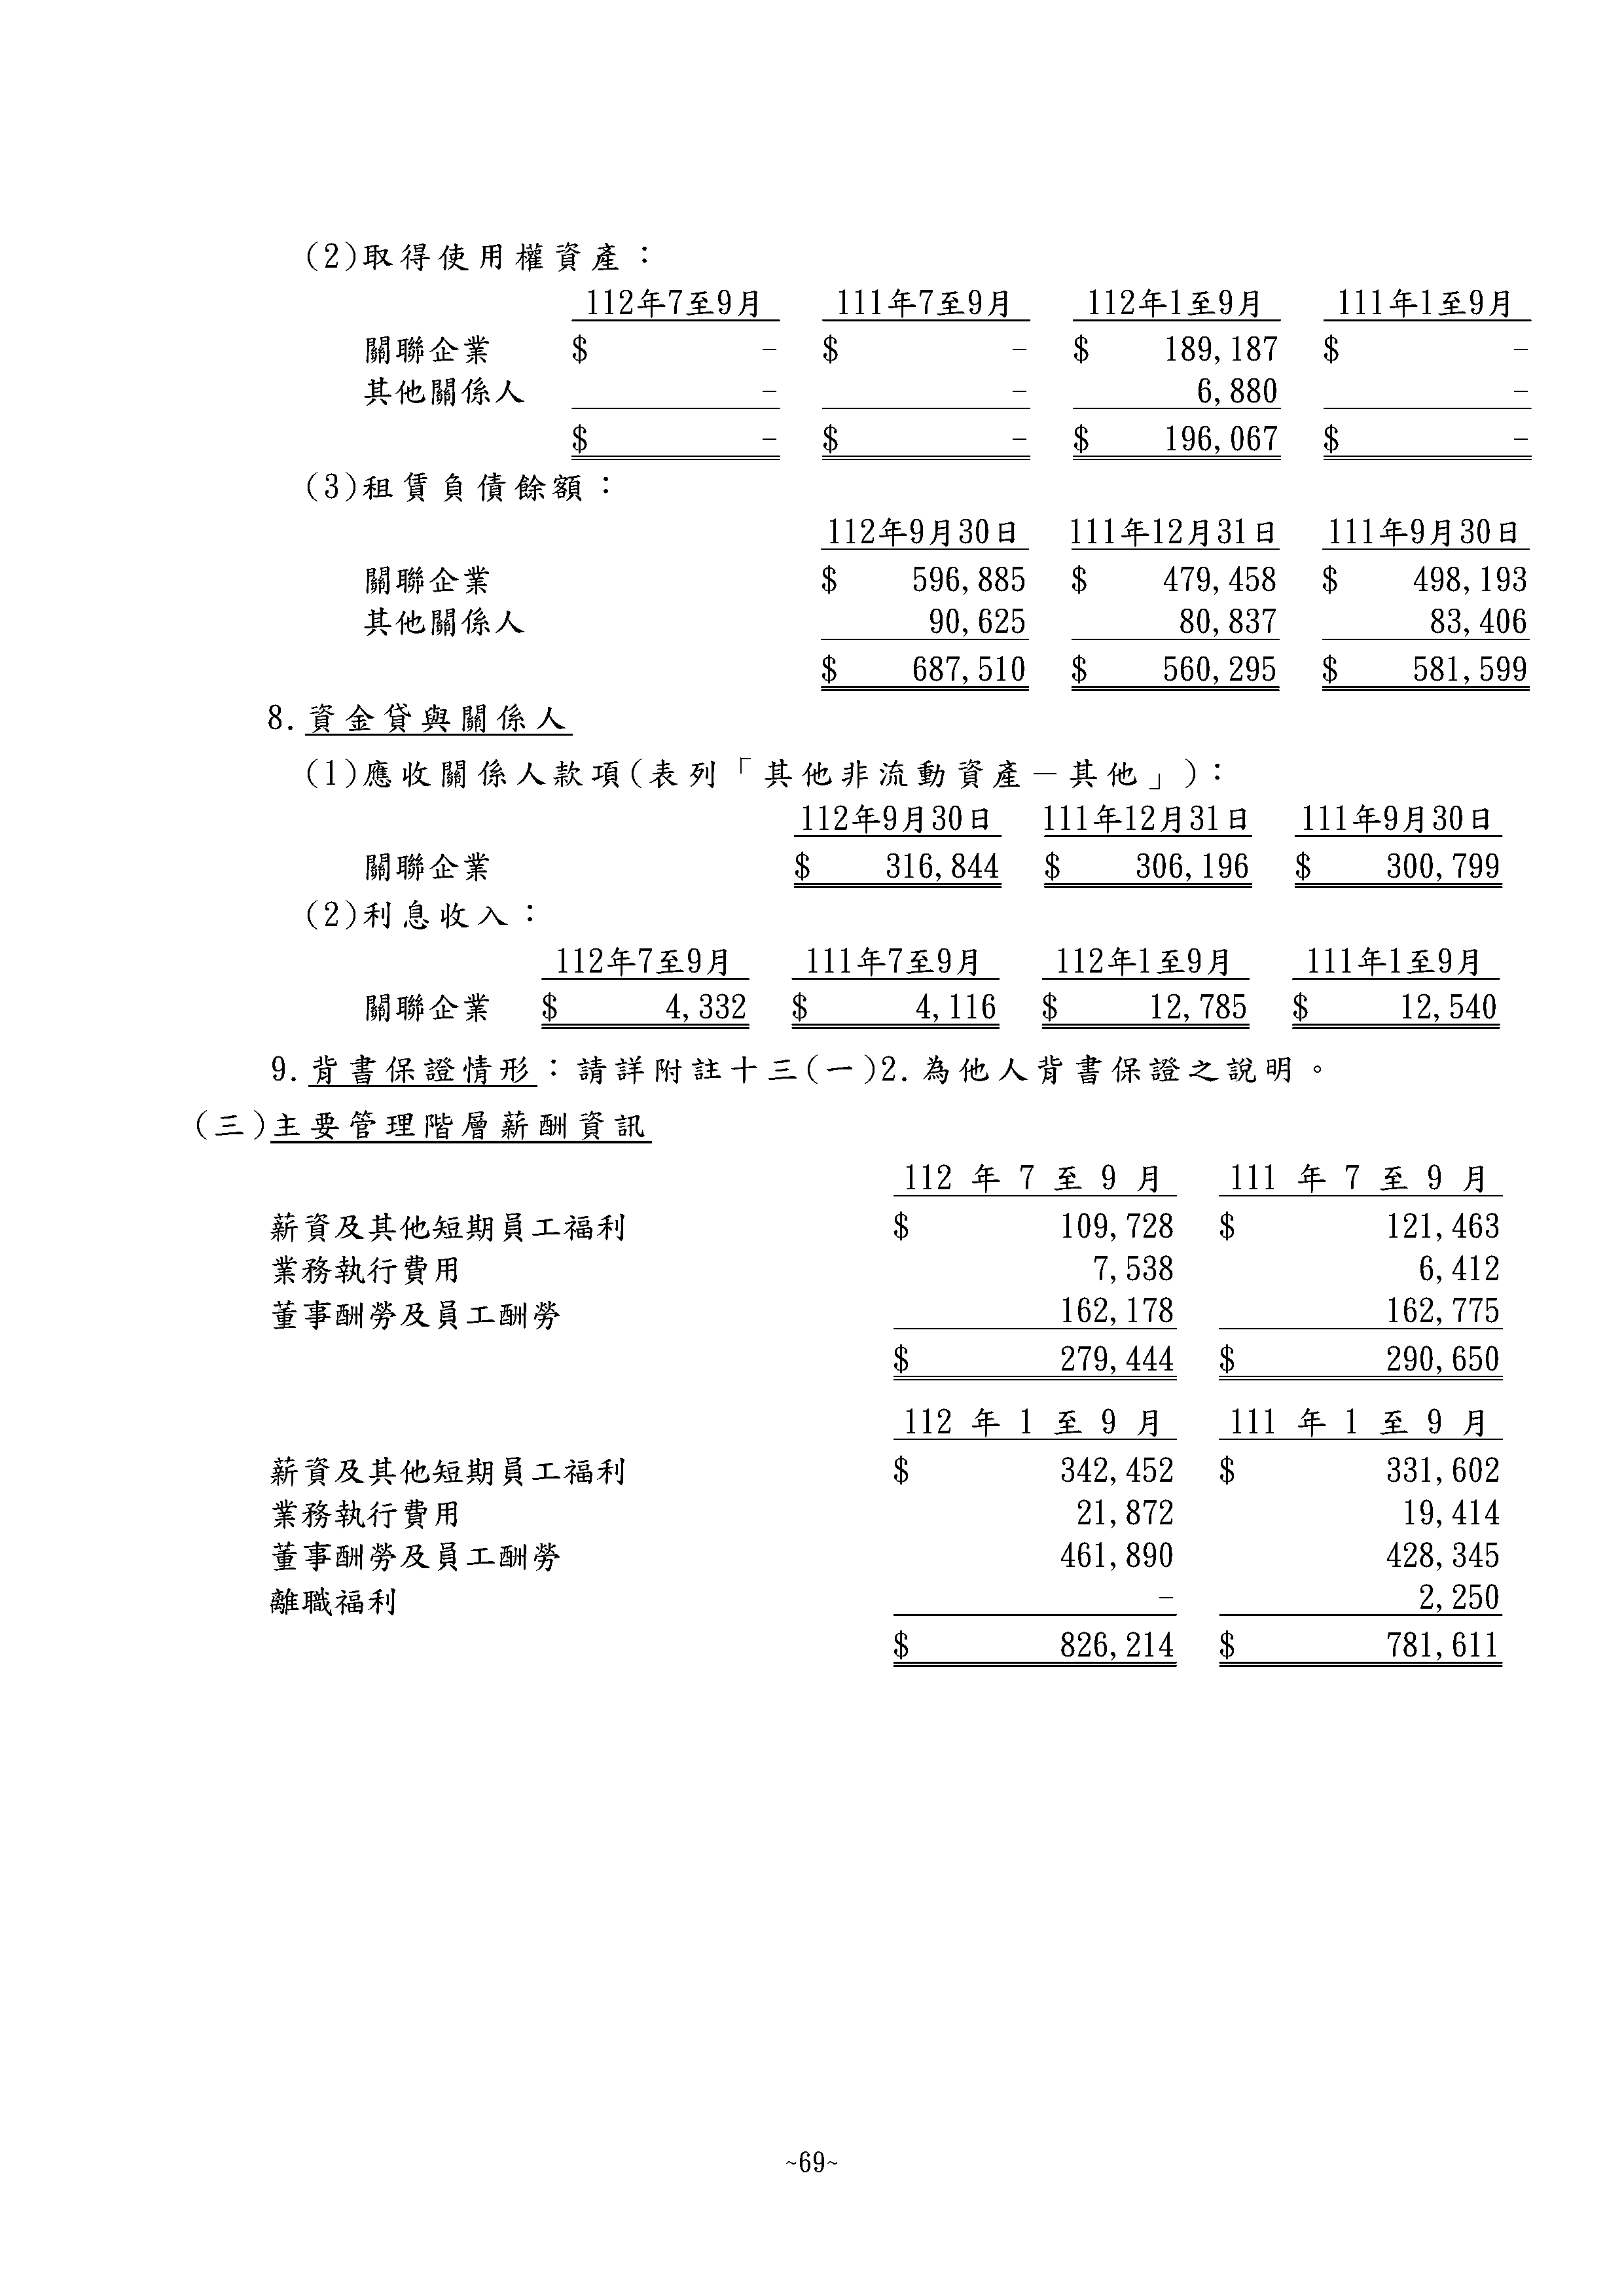 (2)取得使用權資產：
112年7至9月 111年7至9月 112年1至9月 111年1至9月
關聯企業 $ - $ - $ 189,187 $ -
其他關係人 - - 6,880 -
$ - $ - $ 196,067 $ -
(3)租賃負債餘額：
112年9月30日 111年12月31日 111年9月30日
關聯企業 $ 596,885 $ 479,458 $ 498,193
其他關係人 90,625 80,837 83,406
$ 687,510 $ 560,295 $ 581,599
8.資金貸與關係人
(1)應收關係人款項(表列「其他非流動資產－其他」)：
112年9月30日 111年12月31日 111年9月30日
關聯企業 $ 316,844 $ 306,196 $ 300,799
(2)利息收入：
112年7至9月 111年7至9月 112年1至9月 111年1至9月
關聯企業 $ 4,332 $ 4,116 $ 12,785 $ 12,540
9.背書保證情形：請詳附註十三(一)2.為他人背書保證之說明。
(三)主要管理階層薪酬資訊
112 年 7 至 9 月 111 年 7 至 9 月
薪資及其他短期員工福利 $ 109,728 $ 121,463
業務執行費用 7,538 6,412
董事酬勞及員工酬勞 162,178 162,775
$ 279,444 $ 290,650
112 年 1 至 9 月 111 年 1 至 9 月
薪資及其他短期員工福利 $ 342,452 $ 331,602
業務執行費用 21,872 19,414
董事酬勞及員工酬勞 461,890 428,345
離職福利 - 2,250
$ 826,214 $ 781,611
~69~